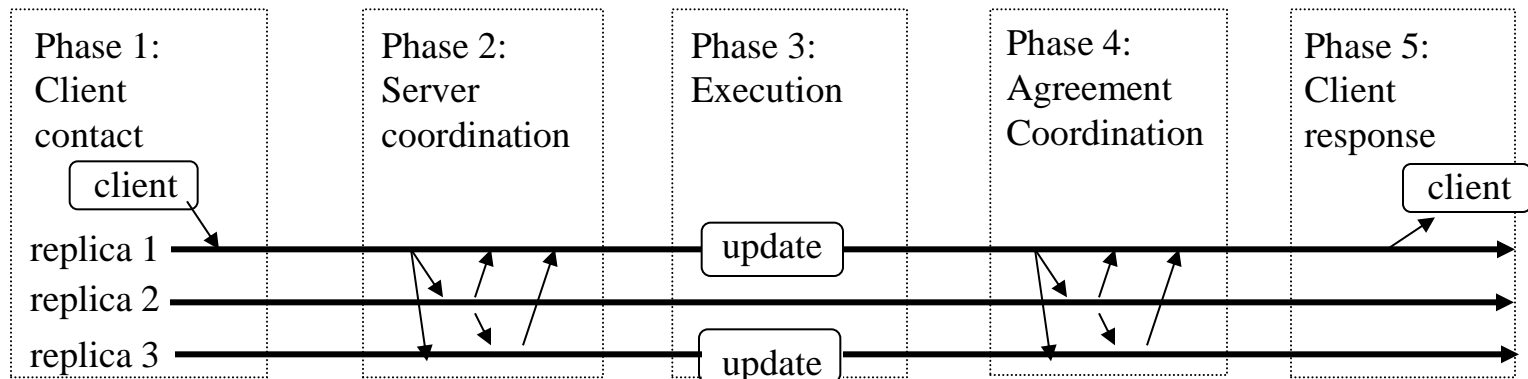 Phase 1:
Client
contact
Phase 2:
Server
coordination
Phase 3:
Execution
Phase 4:
Agreement
Coordination
Phase 5:
Client
response
client
client
replica 1
update
replica 2
replica 3
update